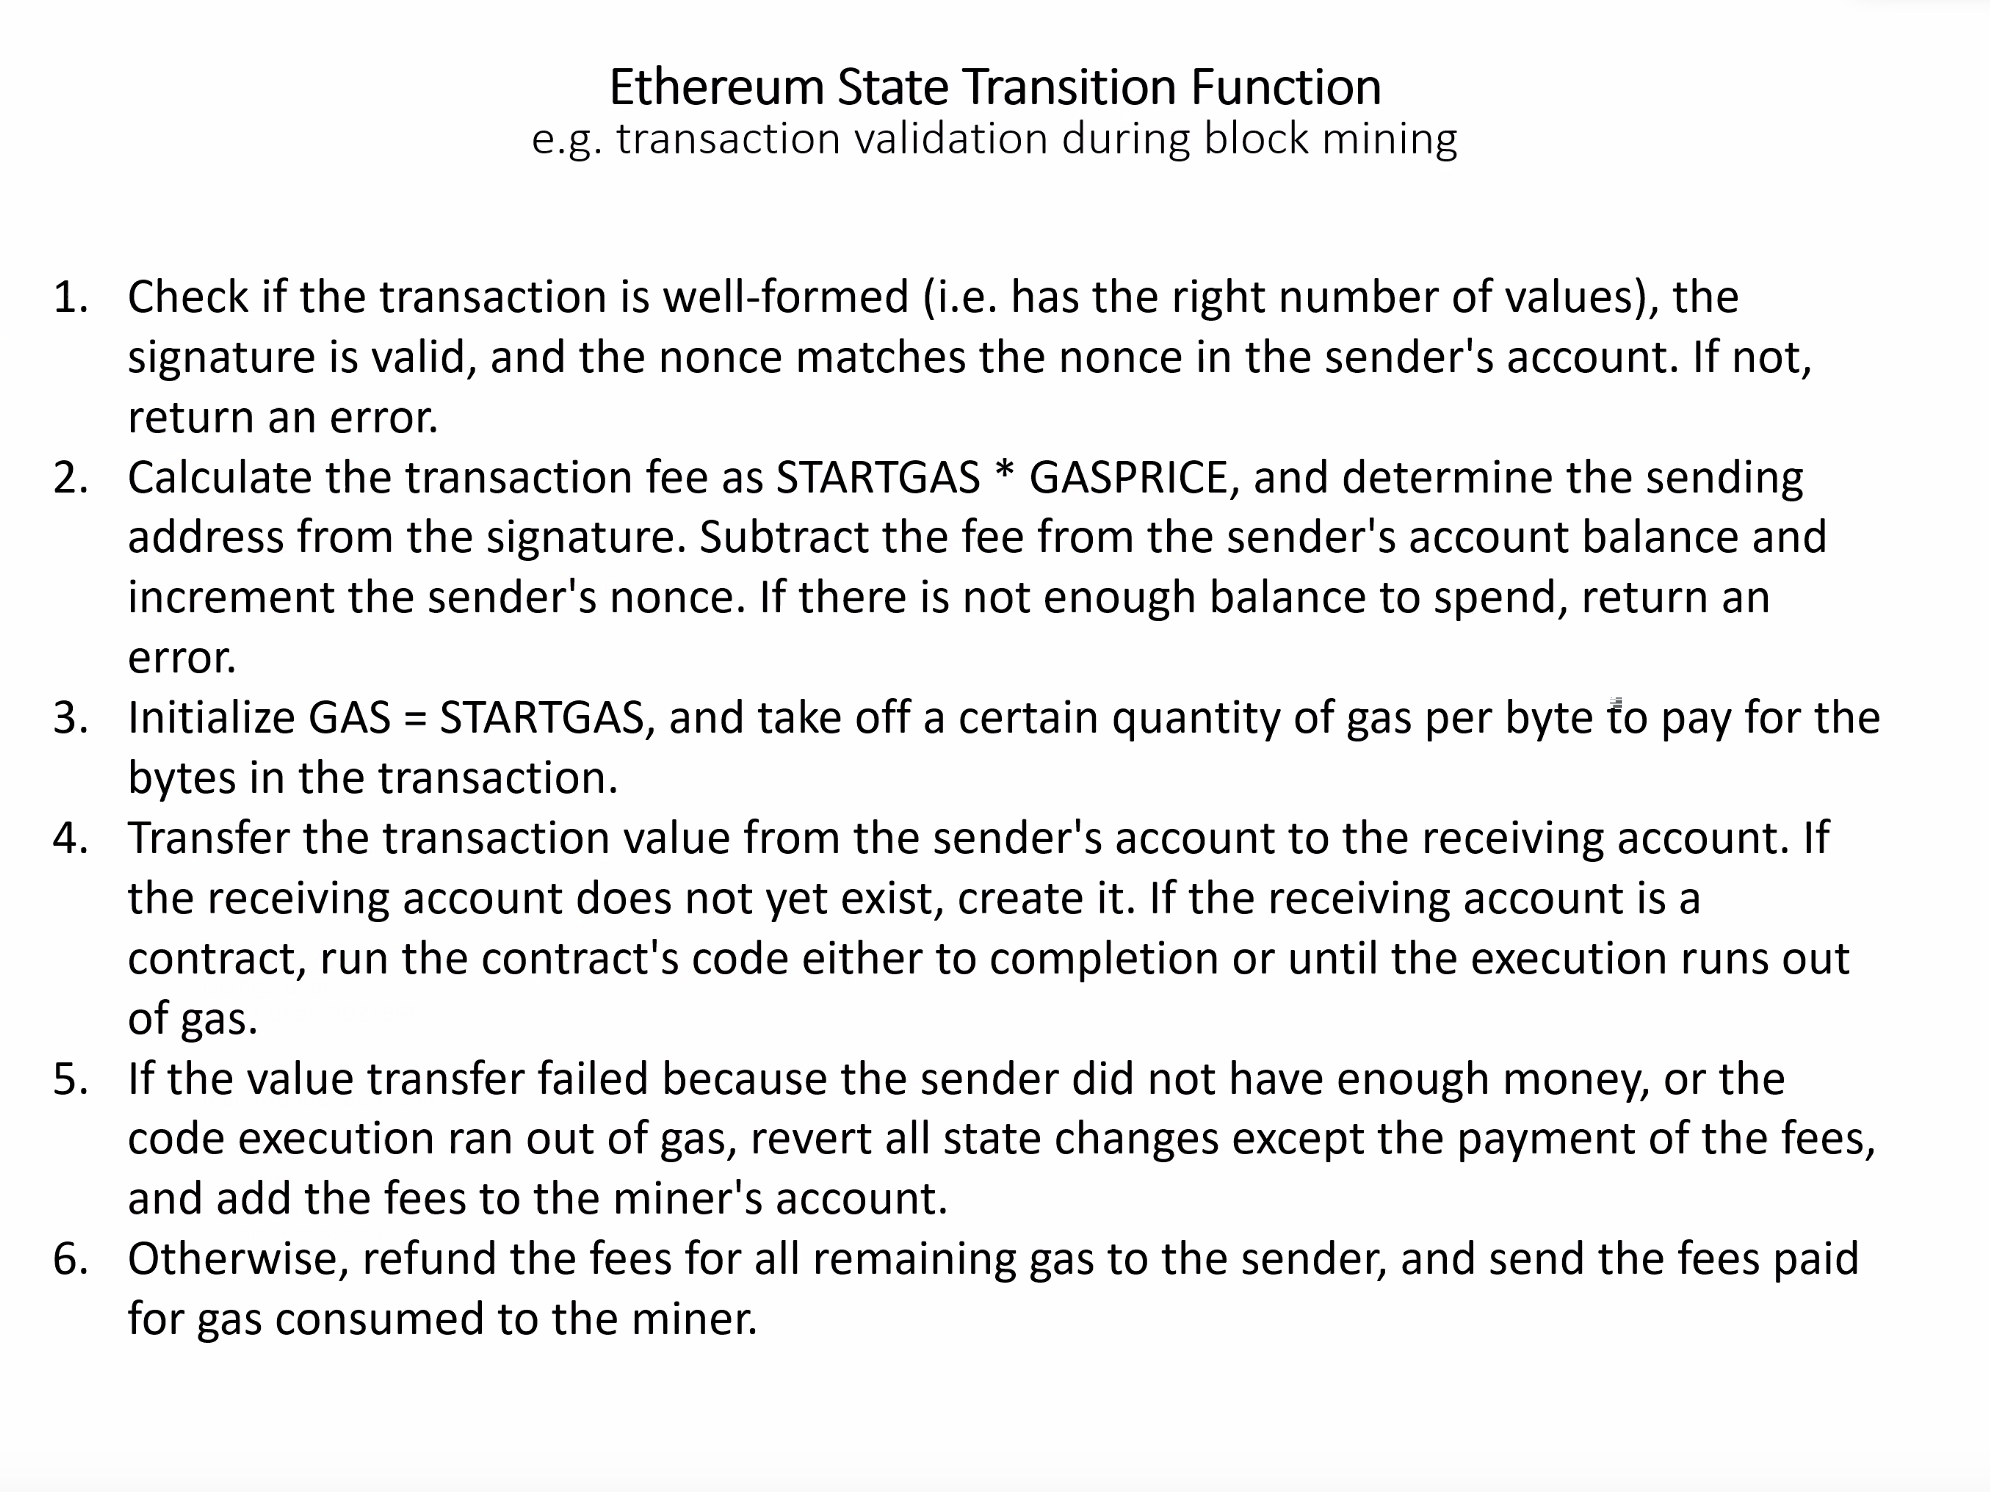 Ethereum State Transition Function
e.g. transaction validation during block mining
1. Check if the transaction is well-formed (i.e. has the right number of values), the
signature is valid, and the nonce matches the nonce in the sender's account. If not,
return an error.
2. Calculate the transaction fee as STARTGAS * GASPRICE, and determine the sending
address from the signature. Subtract the fee from the sender's account balance and
increment the sender's nonce. If there is not enough balance to spend, return an
error.
3. Initialize GAS = STARTGAS, and take off a certain quantity of gas per byte to pay for the
bytes in the transaction.
4. Transfer the transaction value from the sender's account to the receiving account. If
the receiving account does not yet exist, create it. If the receiving account is a
contract, run the contract's code either to completion or until the execution runs out
of gas.
5. If the value transfer failed because the sender did not have enough money, or the
code execution ran out of gas, revert all state changes except the payment of the fees,
and add the fees to the miner's account.
6. Otherwise, refund the fees for all remaining gas to the sender, and send the fees paid
for gas consumed to the miner.